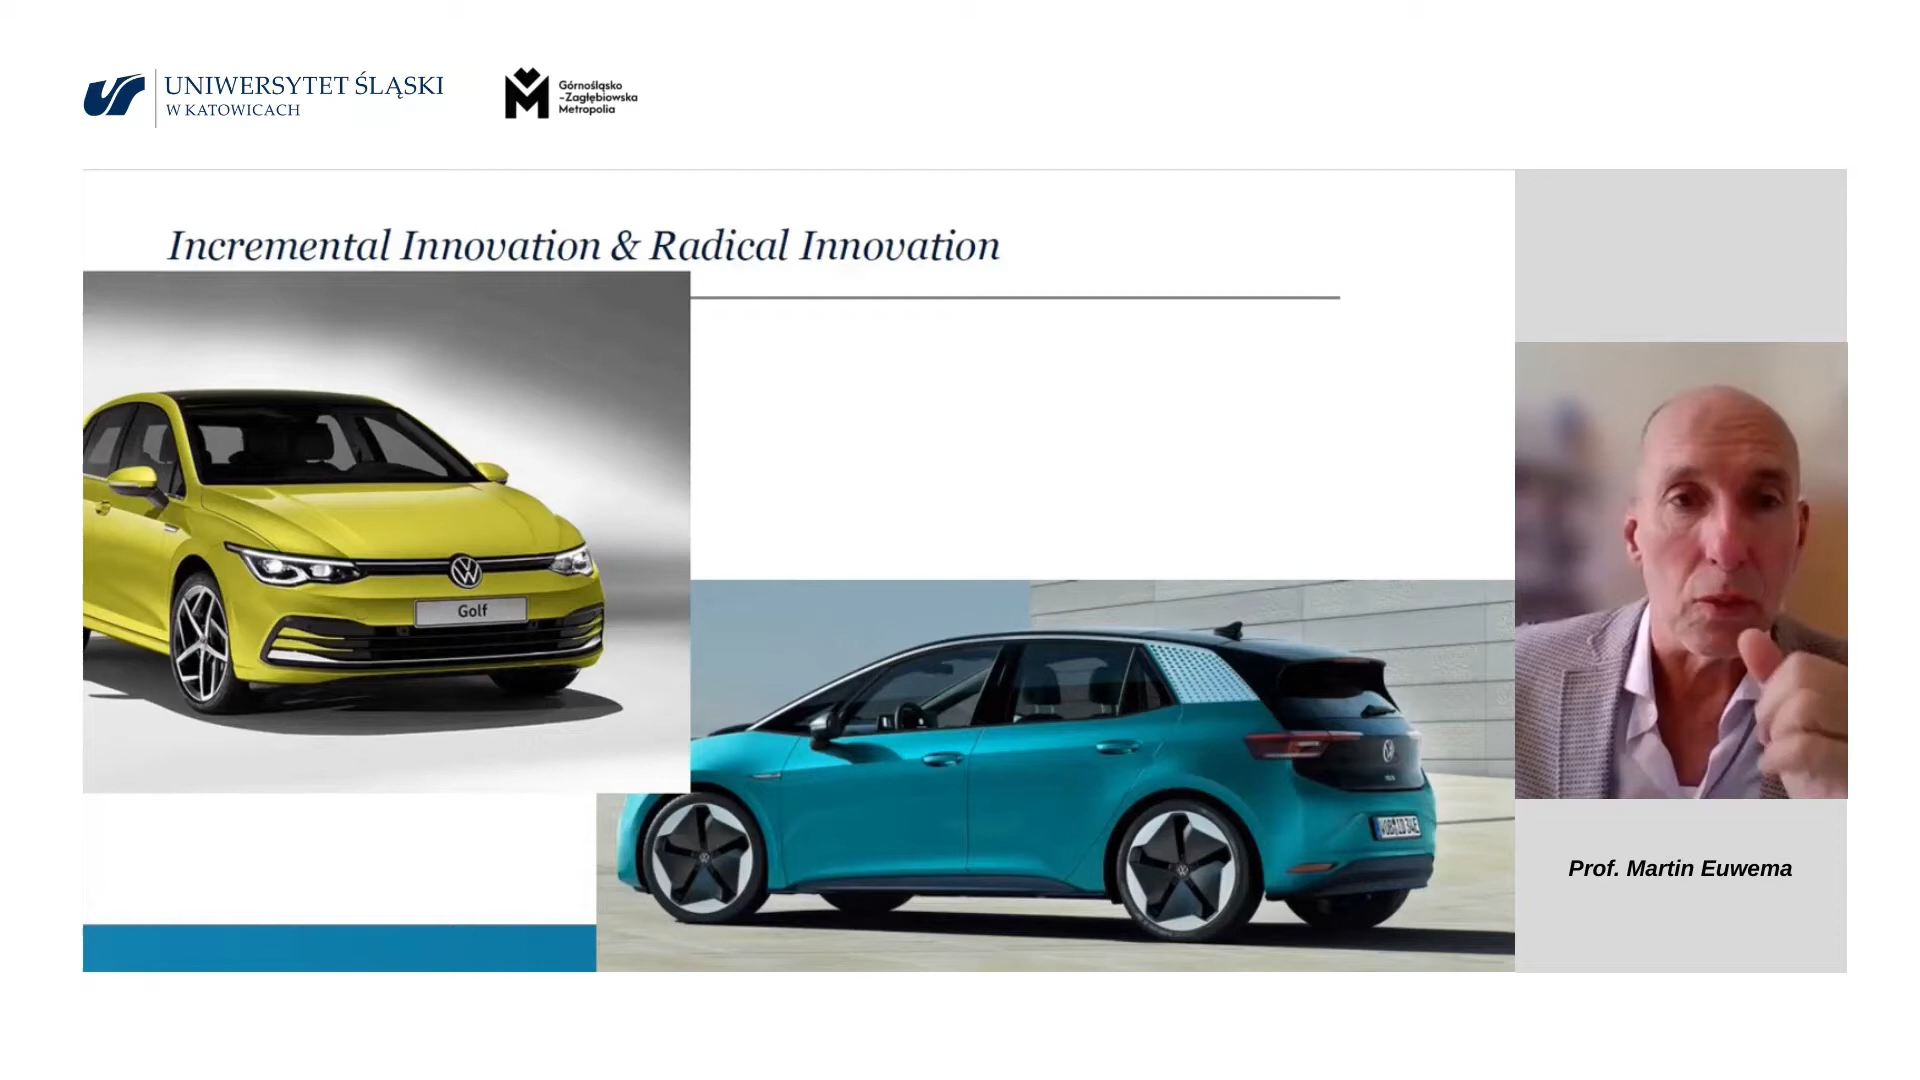 UNIWERSYTET ŚLĄSKI
W KATOWICACH
Górnośląsko
-Zagłębiowska
Metropolia
Incremental Innovation & Radical Innovation
Golf
Prof. Martin Euwema